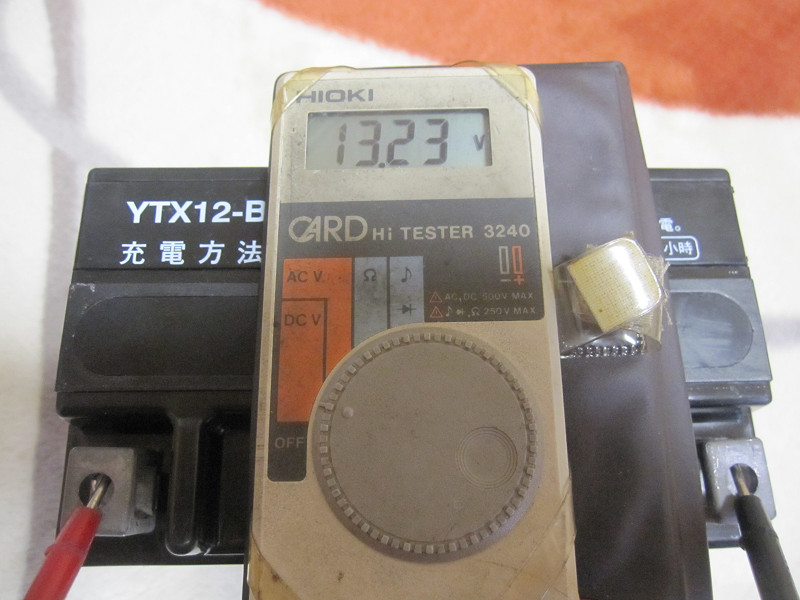 HIOKI
13.23 V
YTX12-B
充電方法
電。
小時
CARD Hi TESTER 3240
- +
AC V
Ω
♪
DC V
AC, DC 500V MAX
♪ Ω 250V MAX
OFF